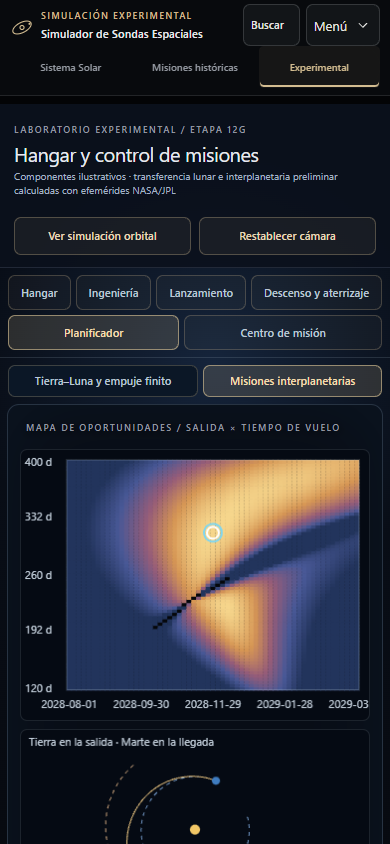 SIMULACIÓN EXPERIMENTAL
Simulador de Sondas Espaciales
Buscar
Menú
Sistema Solar
Misiones históricas
Experimental
LABORATORIO EXPERIMENTAL / ETAPA 12G
Hangar y control de misiones
Componentes ilustrativos · transferencia lunar e interplanetaria preliminar
calculadas con efemérides NASA/JPL
Ver simulación orbital
Restablecer cámara
Hangar
Ingeniería
Lanzamiento
Descenso y aterrizaje
Planificador
Centro de misión
Tierra–Luna y empuje finito
Misiones interplanetarias
MAPA DE OPORTUNIDADES / SALIDA × TIEMPO DE VUELO
400 d
332 d
260 d
192 d
120 d
2028-08-01
2028-09-30
2028-11-29
2029-01-28
2029-03
Tierra en la salida · Marte en la llegada